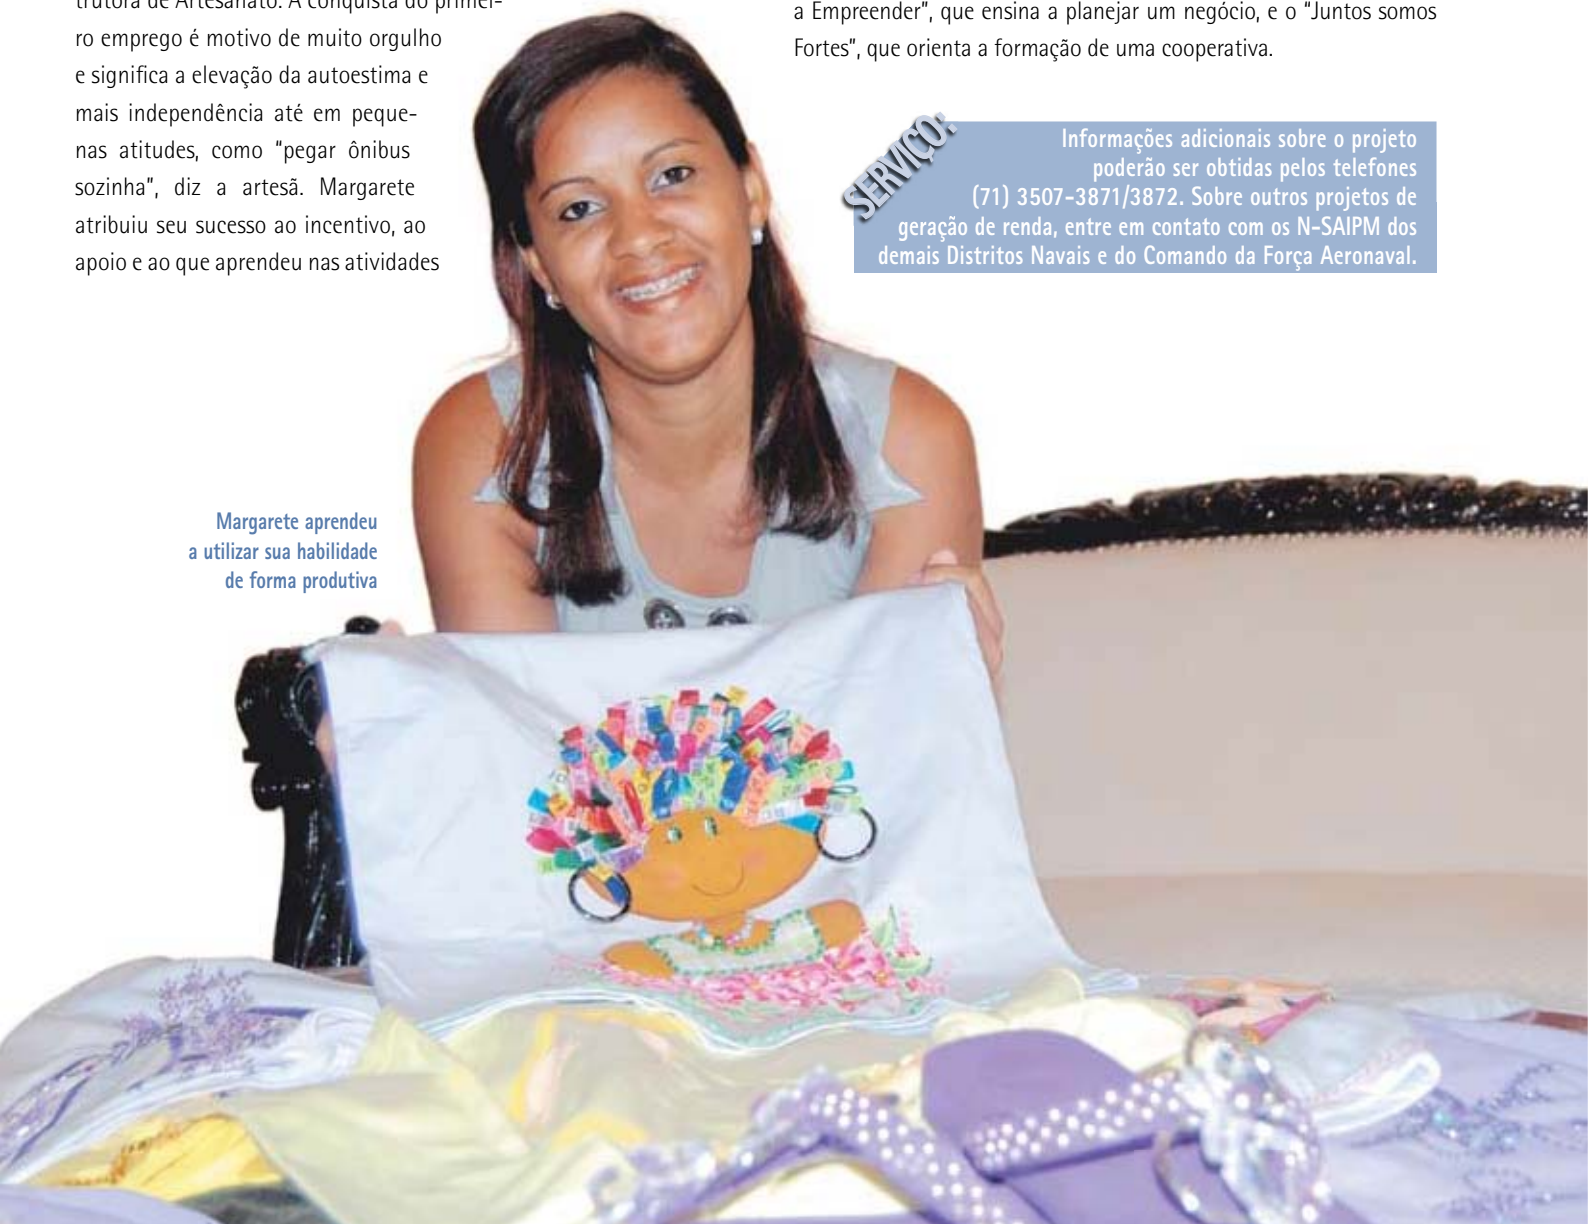 trutora de Artesanato. A conquista do primei-
ro emprego é motivo de muito orgulho
e significa a elevação da autoestima e
mais independência até em peque-
nas atitudes, como "pegar ônibus
sozinha", diz a artesã. Margarete
atribuiu seu sucesso ao incentivo, ao
apoio e ao que aprendeu nas atividades
a Empreender", que ensina a planejar um negócio, e o "Juntos somos
Fortes", que orienta a formação de uma cooperativa.
SERVIÇO:
Informações adicionais sobre o projeto
poderão ser obtidas pelos telefones
(71) 3507-3871/3872. Sobre outros projetos de
geração de renda, entre em contato com os N-SAIPM dos
demais Distritos Navais e do Comando da Força Aeronaval.
Margarete aprendeu
a utilizar sua habilidade
de forma produtiva